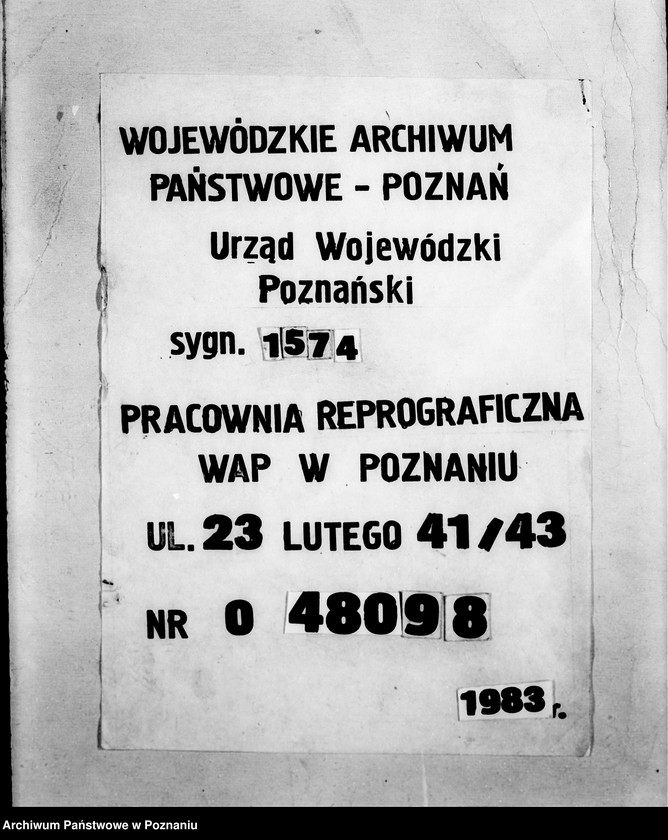 WOJEWÓDZKIE ARCHIWUM
PAŃSTWOWE - POZNAŃ
Urząd Wojewódzki
Poznański
sygn. 1574
PRACOWNIA REPROGRAFICZNA
WAP W POZNANIU
UL. 23 LUTEGO 41/43
NR 0 48098
1983 r.
Archiwum Państwowe w Poznaniu